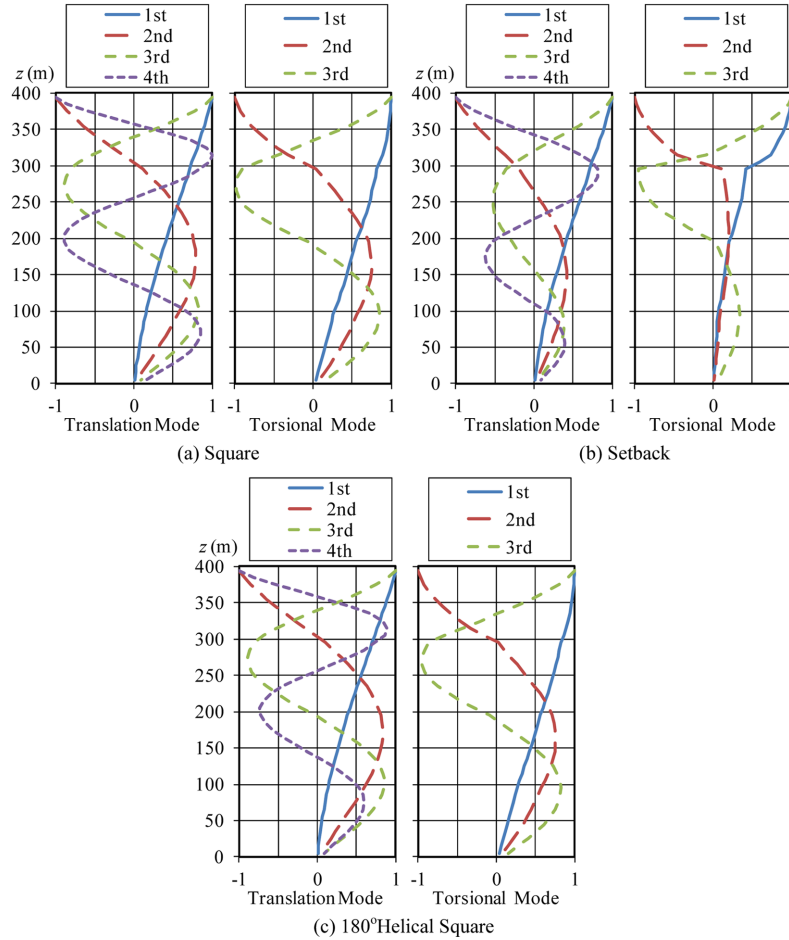 1st
2nd
3rd
4th
1st
2nd
3rd
z (m)
400
350
300
250
200
150
100
50
0
-1 0 1
Translation Mode
-1 0 1
Torsional Mode
(a) Square
1st
2nd
3rd
4th
1st
2nd
3rd
z (m)
400
350
300
250
200
150
100
50
0
-1 0 1
Translation Mode
-1 0 1
Torsional Mode
(b) Setback
1st
2nd
3rd
4th
1st
2nd
3rd
z (m)
400
350
300
250
200
150
100
50
0
-1 0 1
Translation Mode
-1 0 1
Torsional Mode
(c) 180°Helical Square